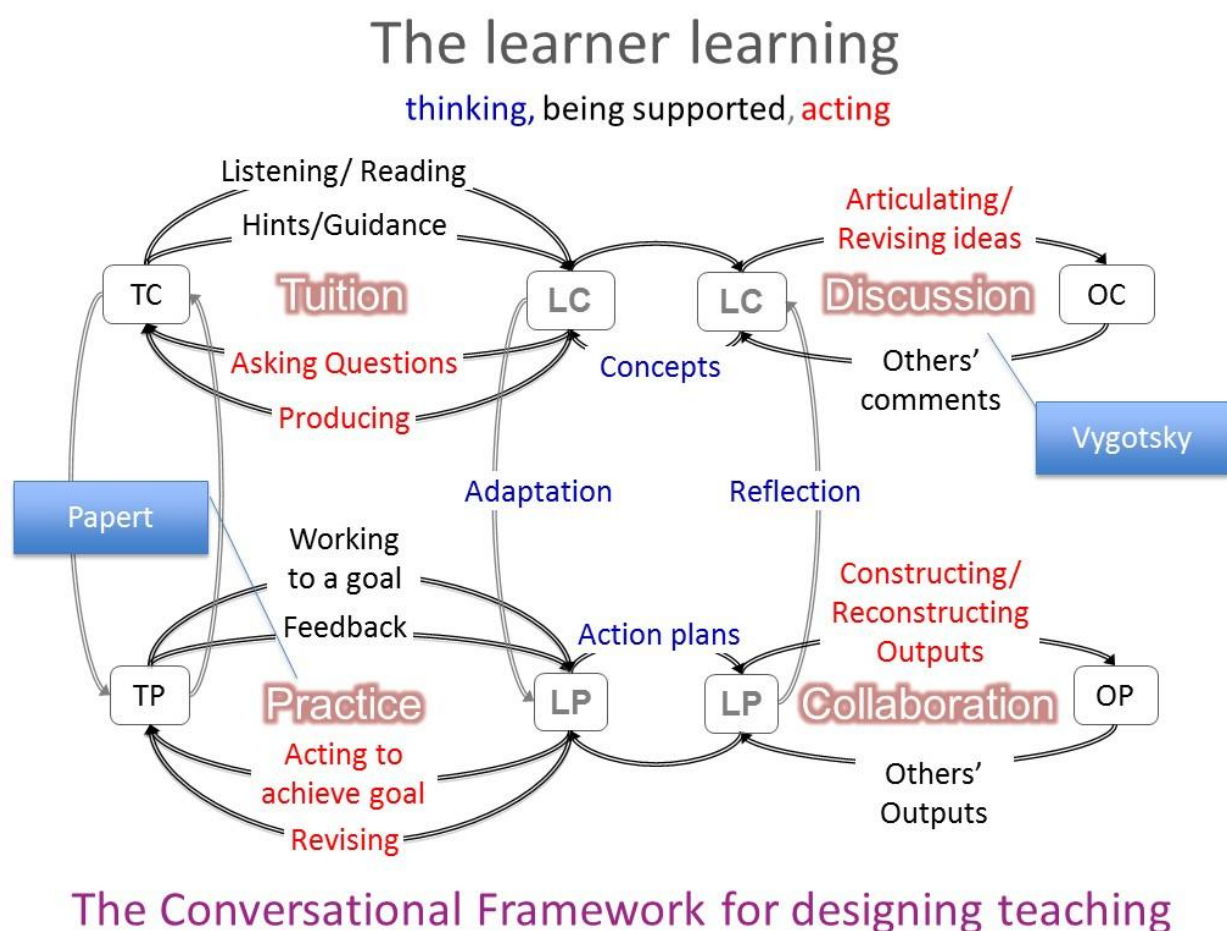 The learner learning
thinking, being supported, acting
Listening/ Reading
Hints/Guidance
TC
Tuition
LC
Asking Questions
Producing
Concepts
LC
Articulating/
Revising ideas
Discussion
OC
Others’
comments
Vygotsky
Papert
Adaptation
Reflection
Working
to a goal
Feedback
TP
Practice
LP
Acting to
achieve goal
Revising
Action plans
LP
Constructing/
Reconstructing
Outputs
Collaboration
OP
Others’
Outputs
The Conversational Framework for designing teaching